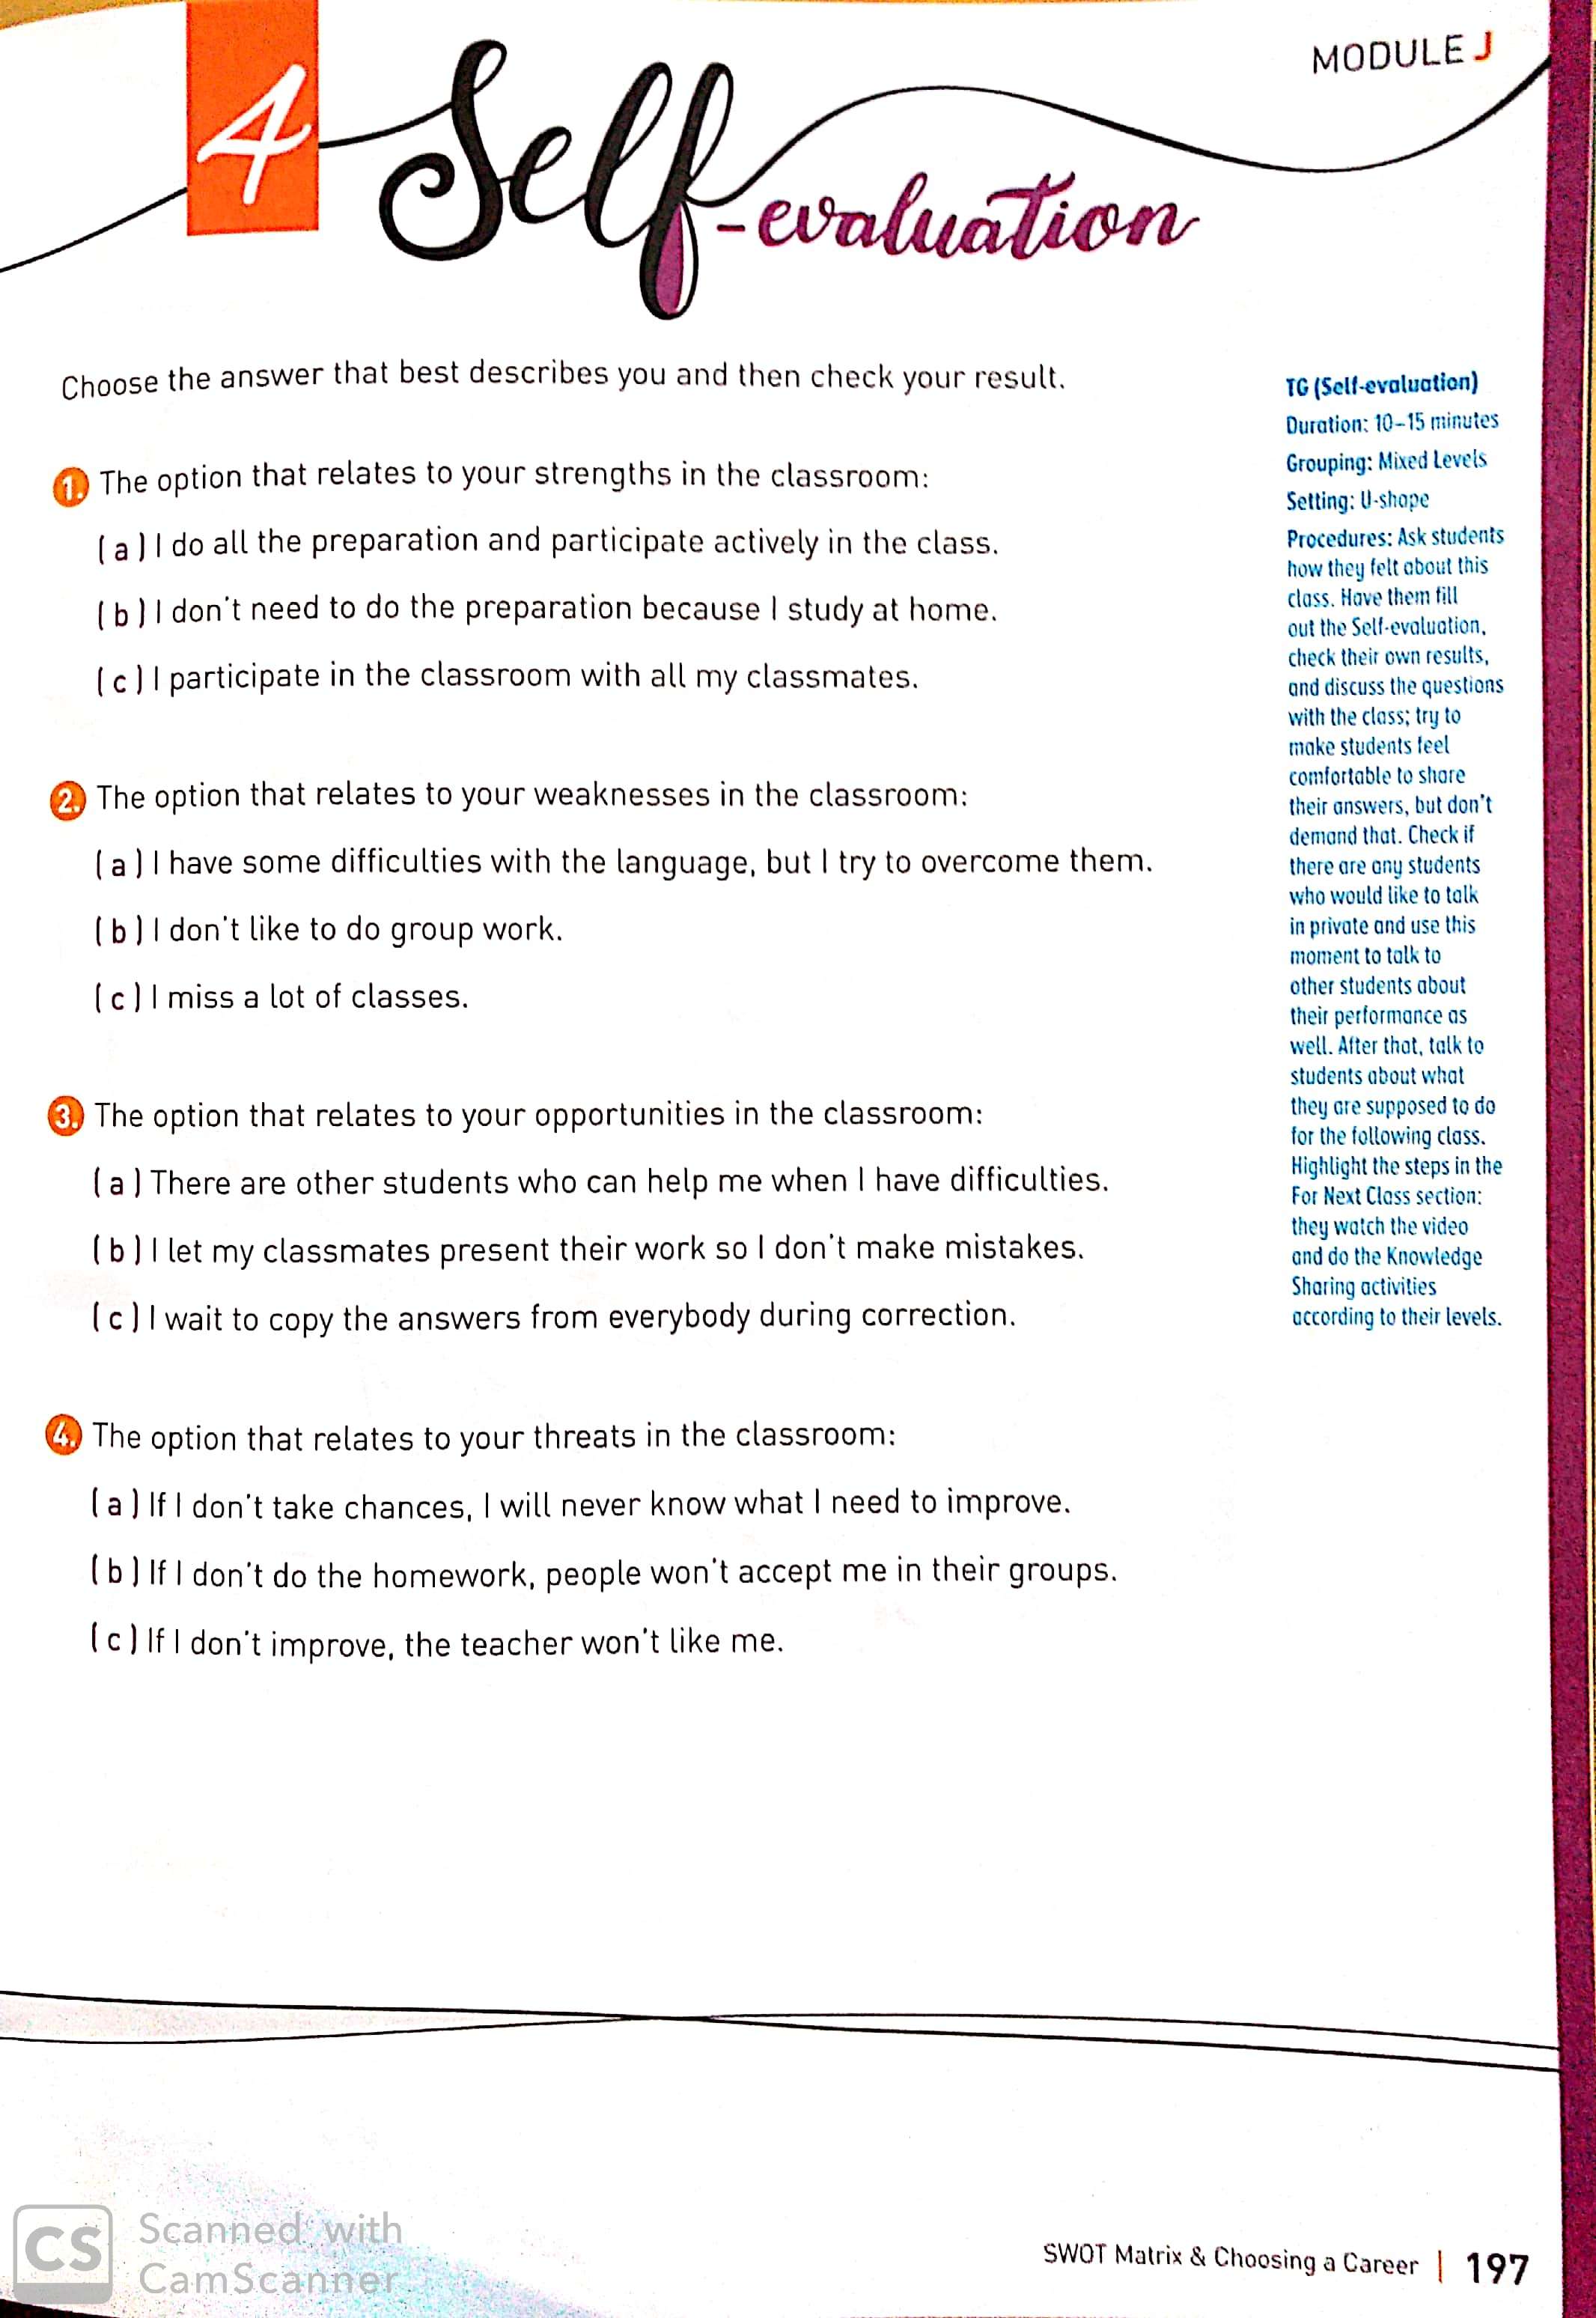 MODULE J
4 Self-evaluation
Choose the answer that best describes you and then check your result.
1. The option that relates to your strengths in the classroom:
( a ) I do all the preparation and participate actively in the class.
( b ) I don't need to do the preparation because I study at home.
( c ) I participate in the classroom with all my classmates.
2. The option that relates to your weaknesses in the classroom:
( a ) I have some difficulties with the language, but I try to overcome them.
( b ) I don't like to do group work.
( c ) I miss a lot of classes.
3. The option that relates to your opportunities in the classroom:
( a ) There are other students who can help me when I have difficulties.
( b ) I let my classmates present their work so I don't make mistakes.
( c ) I wait to copy the answers from everybody during correction.
4. The option that relates to your threats in the classroom:
( a ) If I don't take chances, I will never know what I need to improve.
( b ) If I don't do the homework, people won't accept me in their groups.
( c ) If I don't improve, the teacher won't like me.
TG (Self-evaluation)
Duration: 10-15 minutes
Grouping: Mixed Levels
Setting: U-shape
Procedures: Ask students
how they felt about this
class. Have them fill
out the Self-evaluation,
check their own results,
and discuss the questions
with the class; try to
make students feel
comfortable to share
their answers, but don't
demand that. Check if
there are any students
who would like to talk
in private and use this
moment to talk to
other students about
their performance as
well. After that, talk to
students about what
they are supposed to do
for the following class.
Highlight the steps in the
For Next Class section:
they watch the video
and do the Knowledge
Sharing activities
according to their levels.
SWOT Matrix & Choosing a Career | 197
CS Scanned with
CamScanner